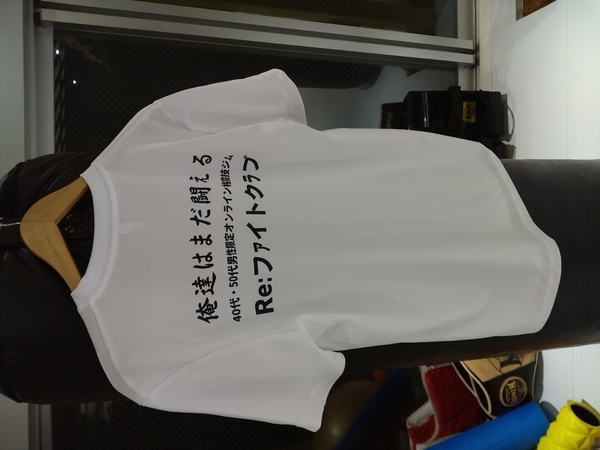 俺達はまだ闘える
40代・50代男性限定オンライン格闘技ジム
Re:ファイトクラブ